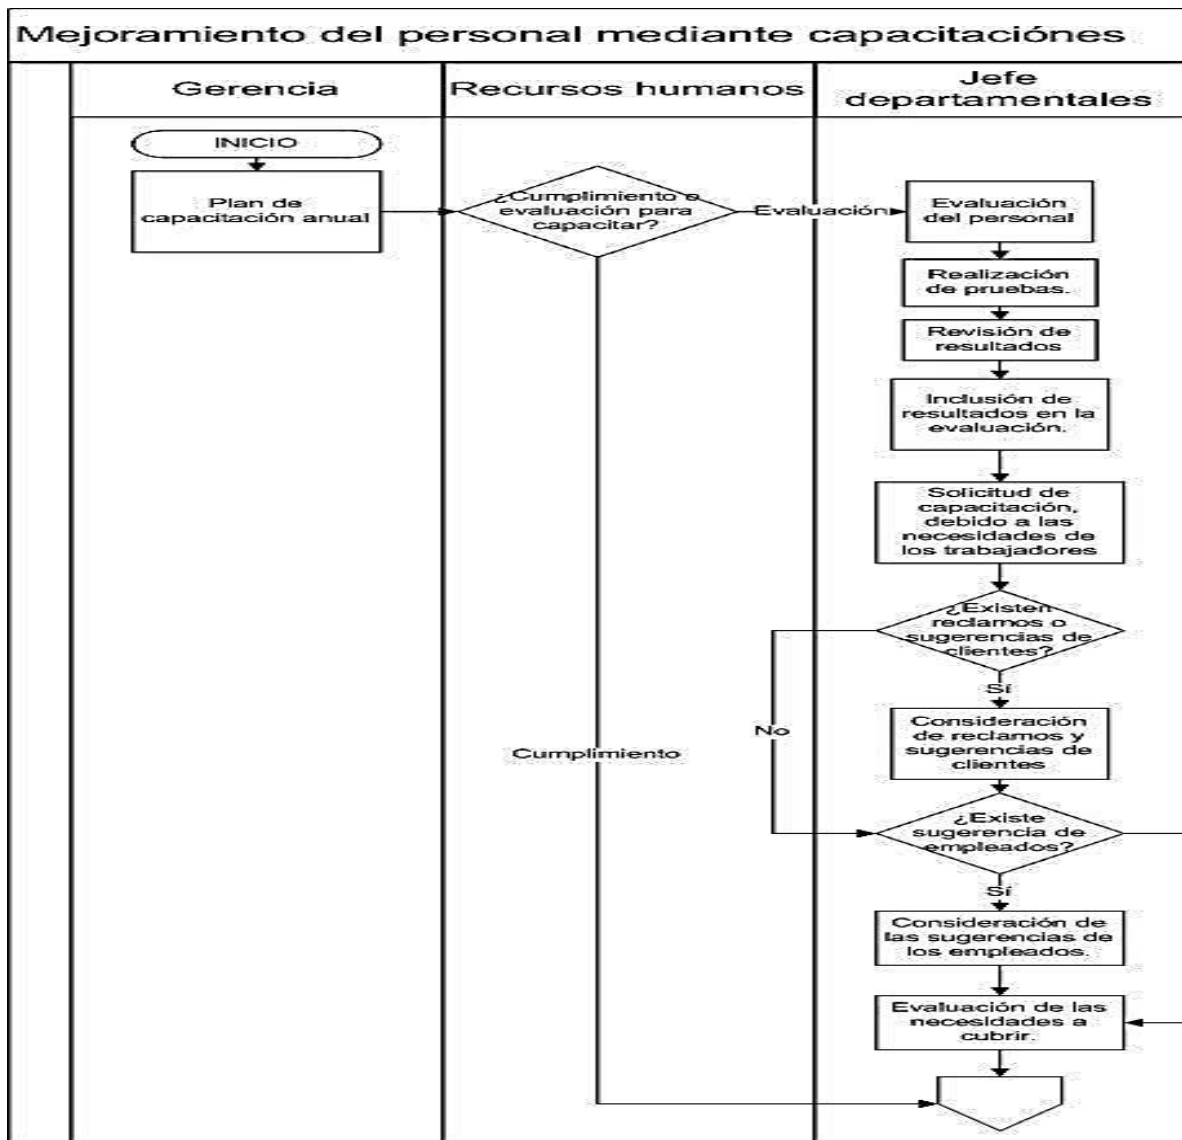 Mejoramiento del personal mediante capacitaciónes
Gerencia
Recursos humanos
Jefe
departamentales
INICIO
Plan de
capacitación anual
¿Cumplimiento o
evaluación para
capacitar?
Evaluación
Evaluación
del personal
Realización
de pruebas.
Revisión de
resultados
Inclusión de
resultados en la
evaluación.
Solicitud de
capacitación,
debido a las
necesidades de
los trabajadores
¿Existen
reclamos o
sugerencias de
clientes?
Sí
No
Consideración
de reclamos y
sugerencias de
clientes
Cumplimiento
¿Existe
sugerencia de
empleados?
Sí
Consideración de
las sugerencias de
los empleados.
Evaluación de las
necesidades a
cubrir.